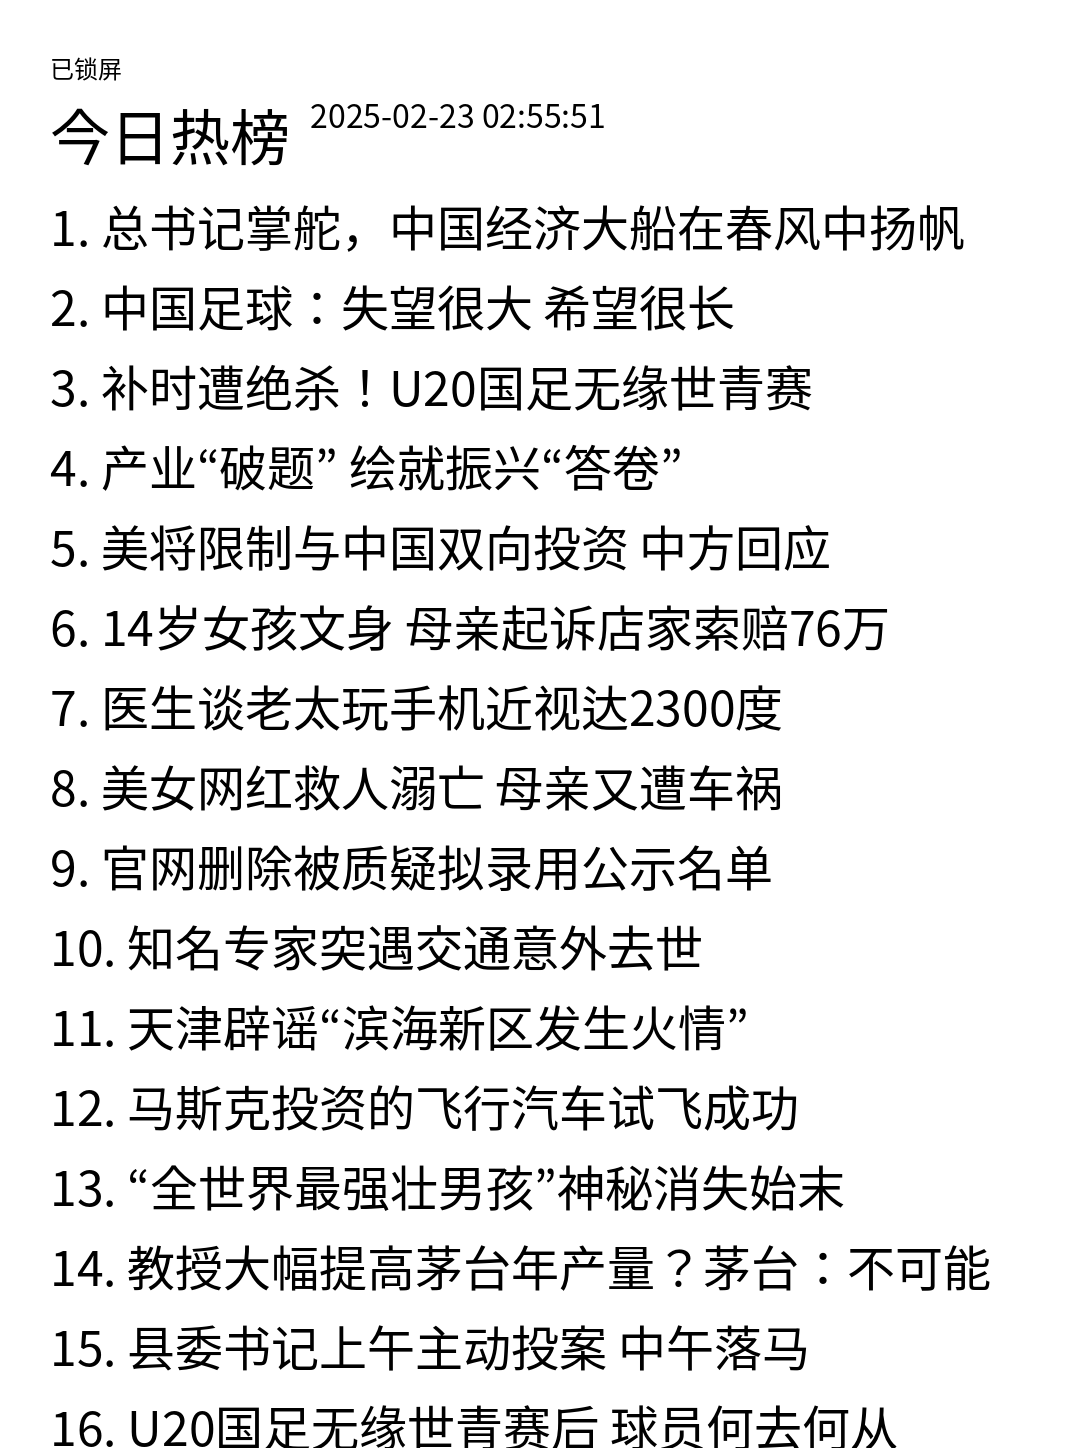 已锁屏
今日热榜 2025-02-23 02:55:51
1. 总书记掌舵，中国经济大船在春风中扬帆
2. 中国足球：失望很大 希望很长
3. 补时遭绝杀！U20国足无缘世青赛
4. 产业“破题” 绘就振兴“答卷”
5. 美将限制与中国双向投资 中方回应
6. 14岁女孩文身 母亲起诉店家索赔76万
7. 医生谈老太玩手机近视达2300度
8. 美女网红救人溺亡 母亲又遭车祸
9. 官网删除被质疑拟录用公示名单
10. 知名专家突遇交通意外去世
11. 天津辟谣“滨海新区发生火情”
12. 马斯克投资的飞行汽车试飞成功
13. “全世界最强壮男孩”神秘消失始末
14. 教授大幅提高茅台年产量？茅台：不可能
15. 县委书记上午主动投案 中午落马
16. U20国足无缘世青赛后 球员何去何从